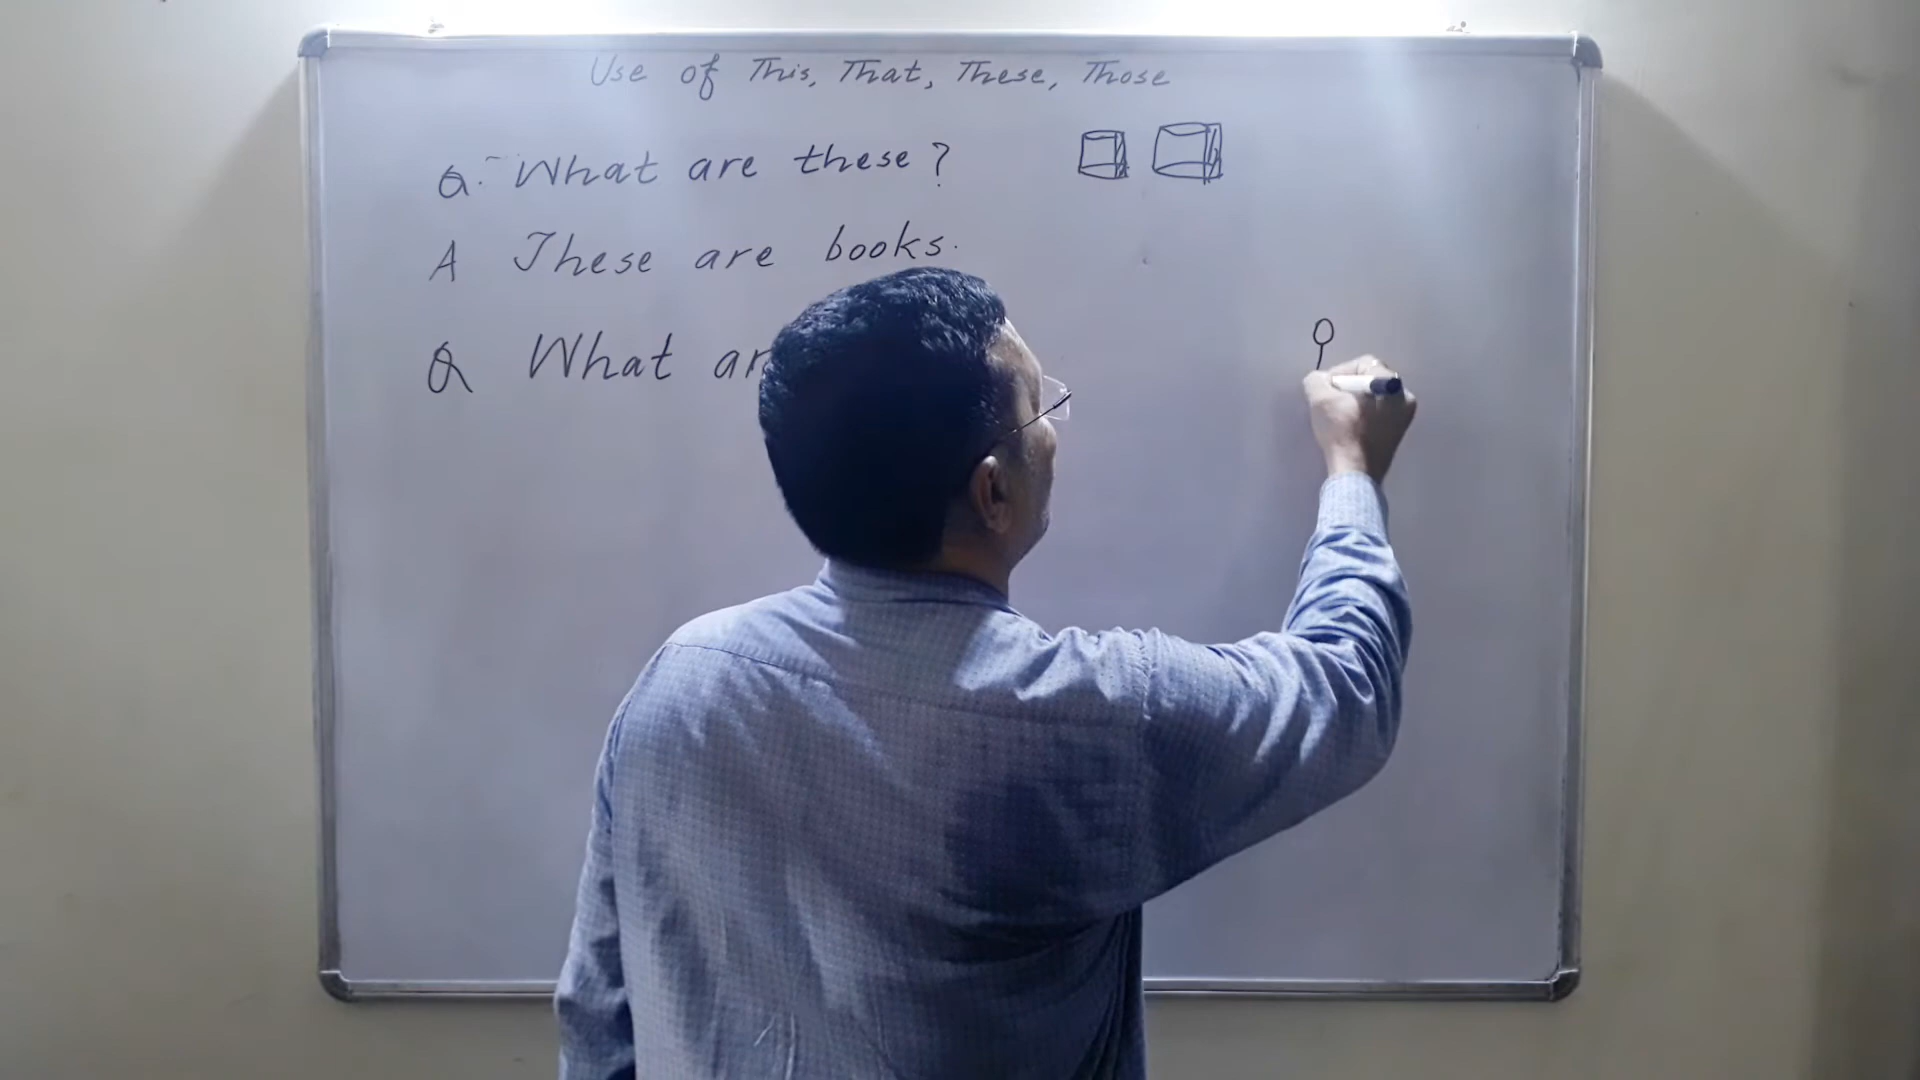 Use of This, That, These, Those
Q:- What are these?
A These are books.
Q What